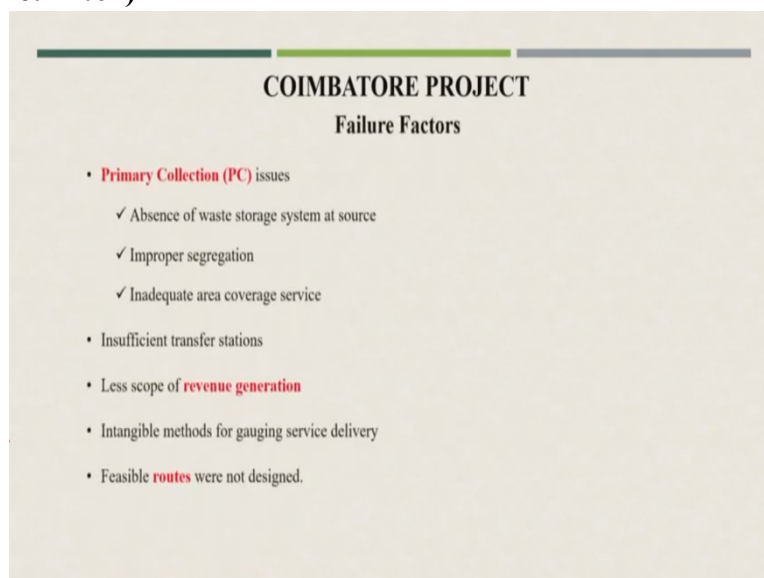 COIMBATORE PROJECT
Failure Factors
• Primary Collection (PC) issues
✓ Absence of waste storage system at source
✓ Improper segregation
✓ Inadequate area coverage service
• Insufficient transfer stations
• Less scope of revenue generation
• Intangible methods for gauging service delivery
• Feasible routes were not designed.